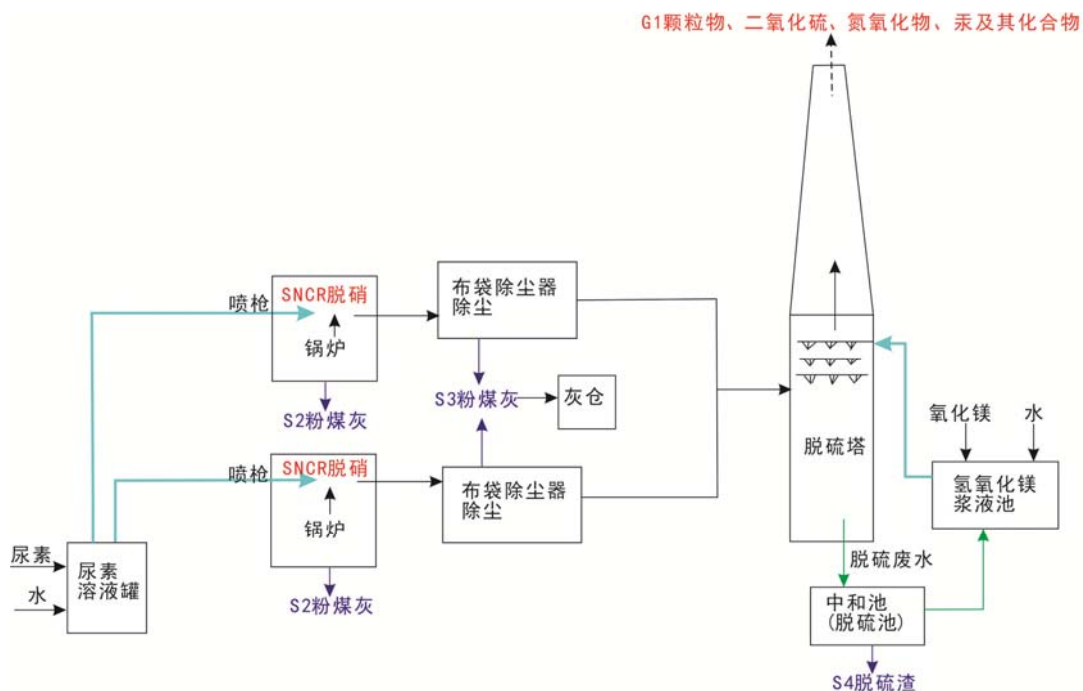 G1颗粒物、二氧化硫、氮氧化物、汞及其化合物
喷枪
SNCR脱硝
锅炉
布袋除尘器
除尘
S2粉煤灰
S3粉煤灰
灰仓
喷枪
SNCR脱硝
锅炉
布袋除尘器
除尘
S2粉煤灰
尿素
水
尿素
溶液罐
脱硫塔
氧化镁
水
氢氧化镁
浆液池
脱硫废水
中和池
(脱硫池)
S4脱硫渣